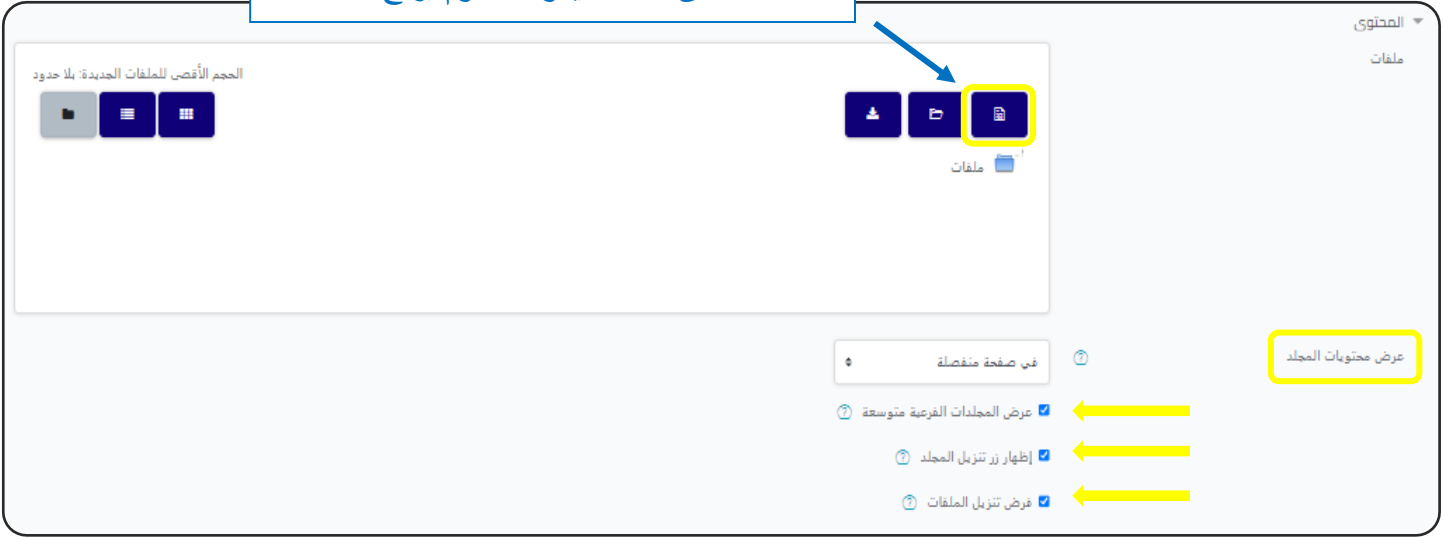 المحتوى
ملفات
الحجم الأقصى للملفات الجديدة: بلا حدود
ملفات
عرض محتويات المجلد
في صفحة منفصلة
عرض المجلدات الفرعية متوسعة
إظهار زر تنزيل المجلد
فرض تنزيل الملفات